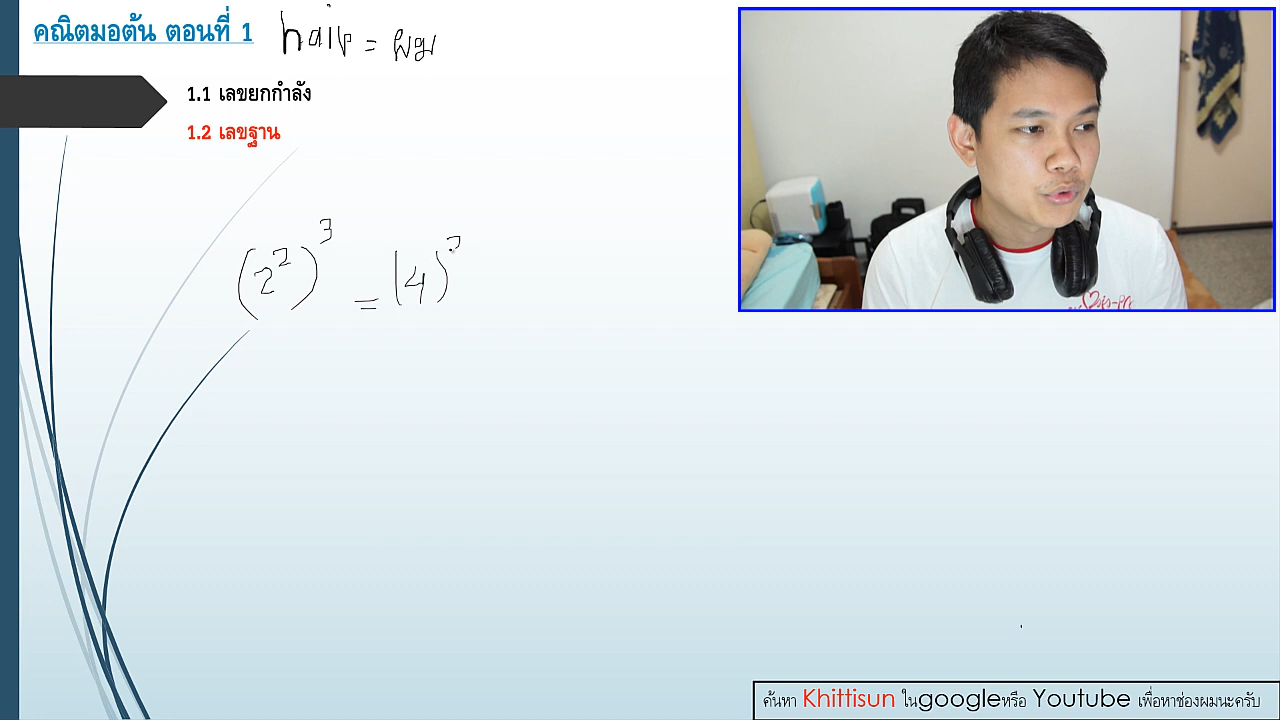 คณิตมอต้น ตอนที่ 1
hair = ผม
1.1 เลขยกกำลัง
1.2 เลขฐาน
(2²)³ = (4)³
ค้นหา Khittisun ในgoogleหรือ Youtube เพื่อหาช่องผมนะครับ